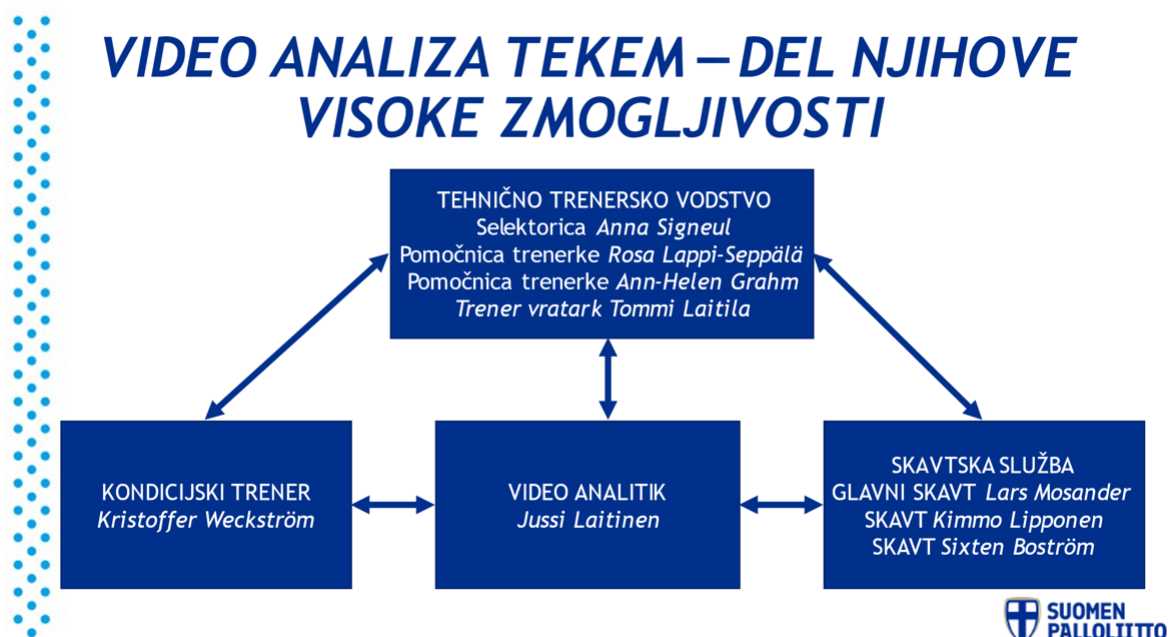 VIDEO ANALIZA TEKEM – DEL NJIHOVE
VISOKE ZMOGLJIVOSTI
TEHNIČNO TRENERSKO VODSTVO
Selektorica Anna Signeul
Pomočnica trenerke Rosa Lappi-Seppälä
Pomočnica trenerke Ann-Helen Grahm
Trener vratark Tommi Laitila
KONDICIJSKI TRENER
Kristoffer Weckström
VIDEO ANALITIK
Jussi Laitinen
SKAVTSKA SLUŽBA
GLAVNI SKAVT Lars Mosander
SKAVT Kimmo Lipponen
SKAVT Sixten Boström
SUOMEN
PALLOLIITTO